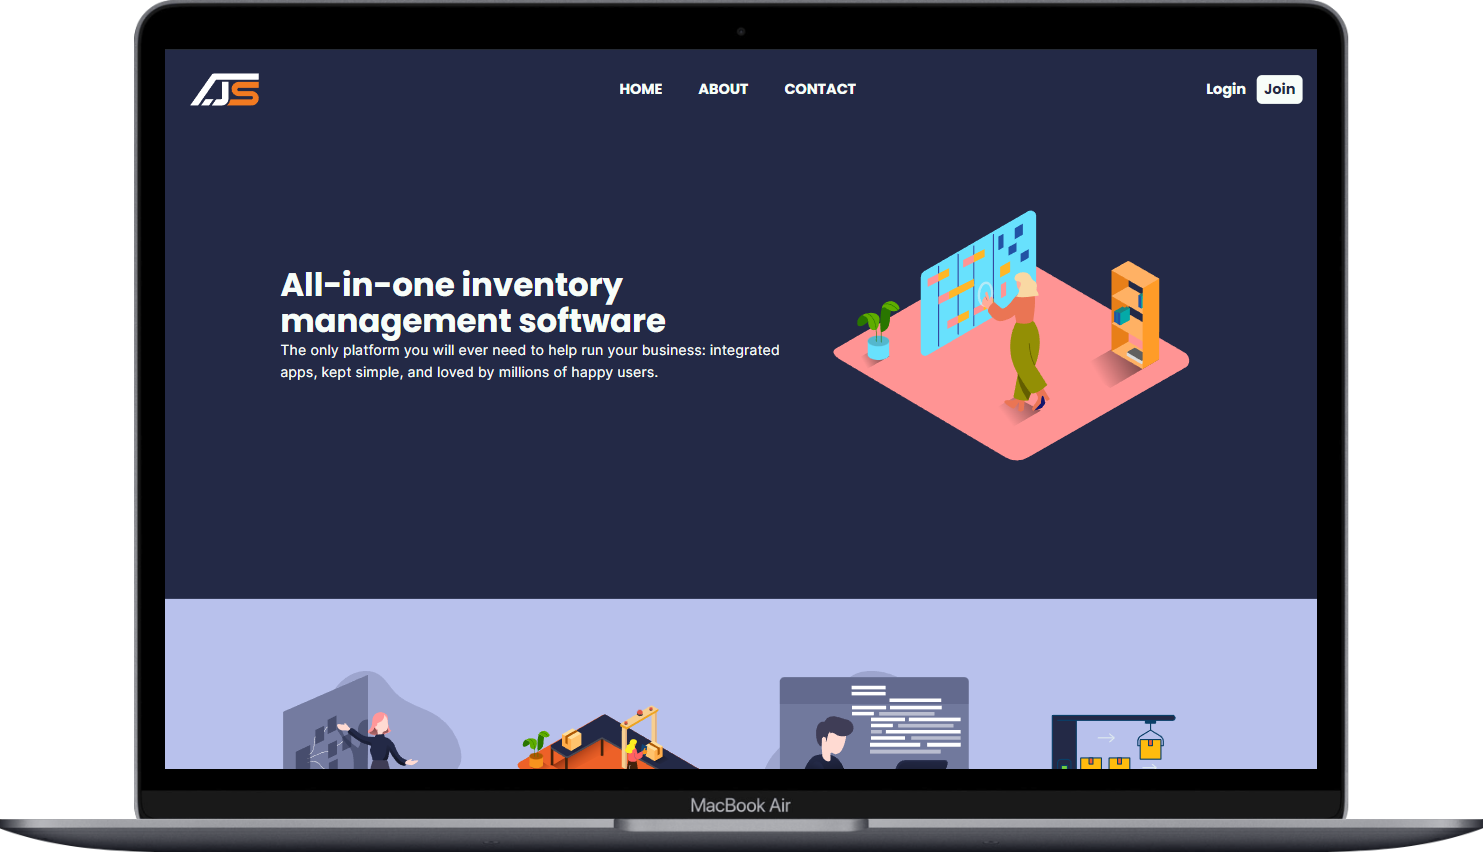 AJS
HOME ABOUT CONTACT
Login Join
All-in-one inventory
management software
The only platform you will ever need to help run your business: integrated
apps, kept simple, and loved by millions of happy users.
MacBook Air